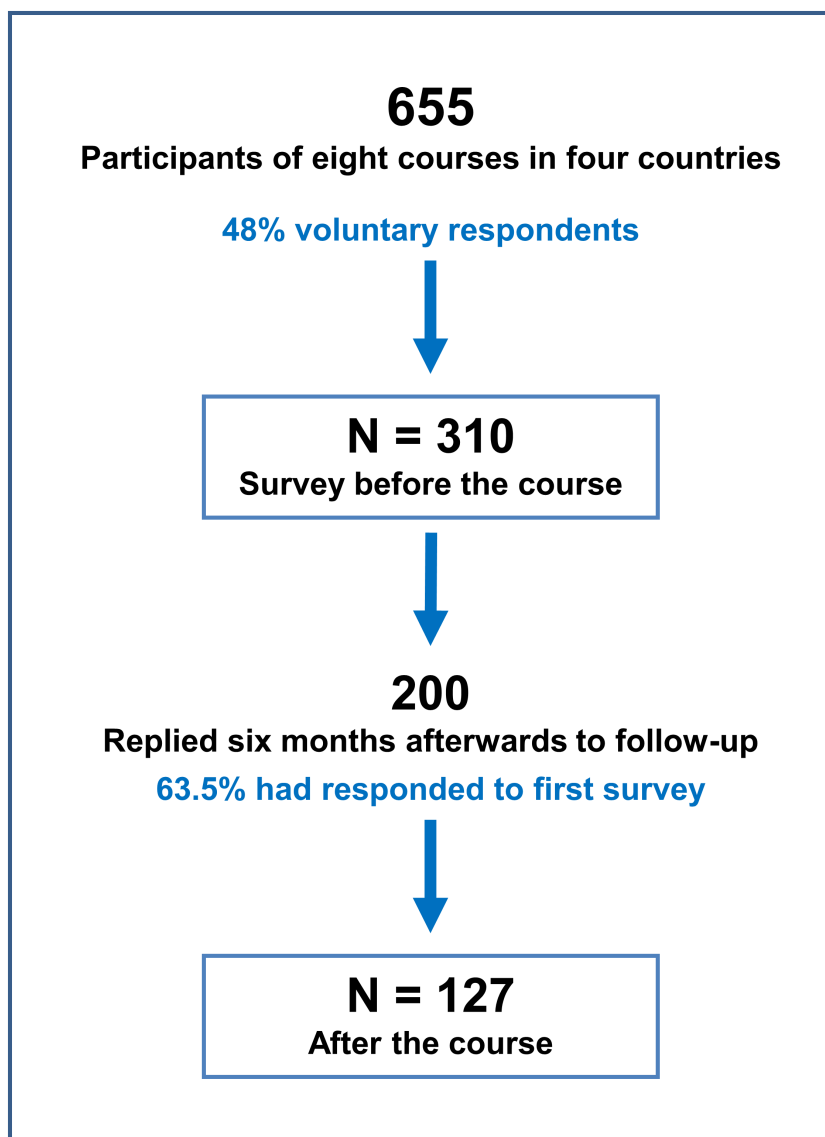 655
Participants of eight courses in four countries
48% voluntary respondents
N = 310
Survey before the course
200
Replied six months afterwards to follow-up
63.5% had responded to first survey
N = 127
After the course